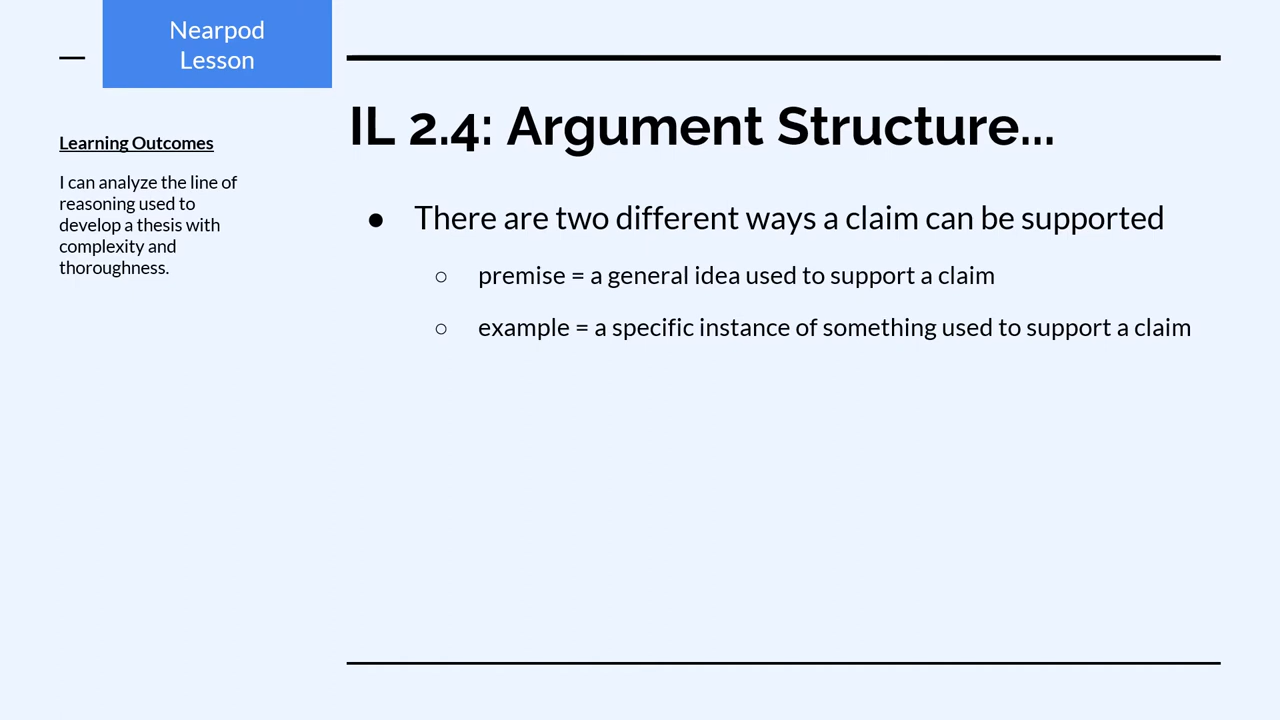 Nearpod
Lesson
Learning Outcomes
I can analyze the line of
reasoning used to
develop a thesis with
complexity and
thoroughness.
IL 2.4: Argument Structure...
● There are two different ways a claim can be supported
○ premise = a general idea used to support a claim
○ example = a specific instance of something used to support a claim